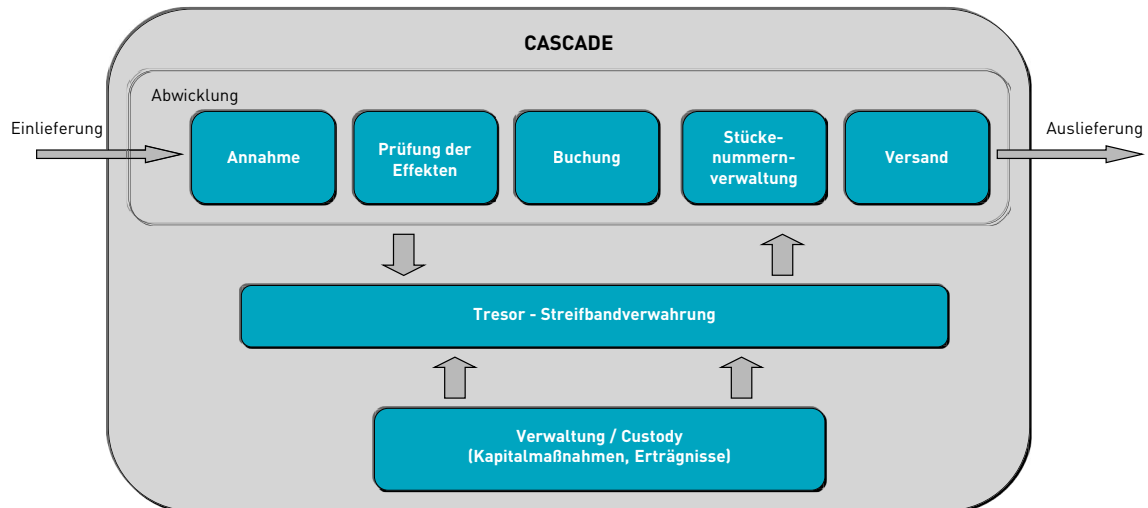 CASCADE
Abwicklung
Einlieferung
Annahme
Prüfung der
Effekten
Buchung
Stücke-
nummern-
verwaltung
Versand
Auslieferung
Tresor - Streifbandverwahrung
Verwaltung / Custody
(Kapitalmaßnahmen, Erträgnisse)